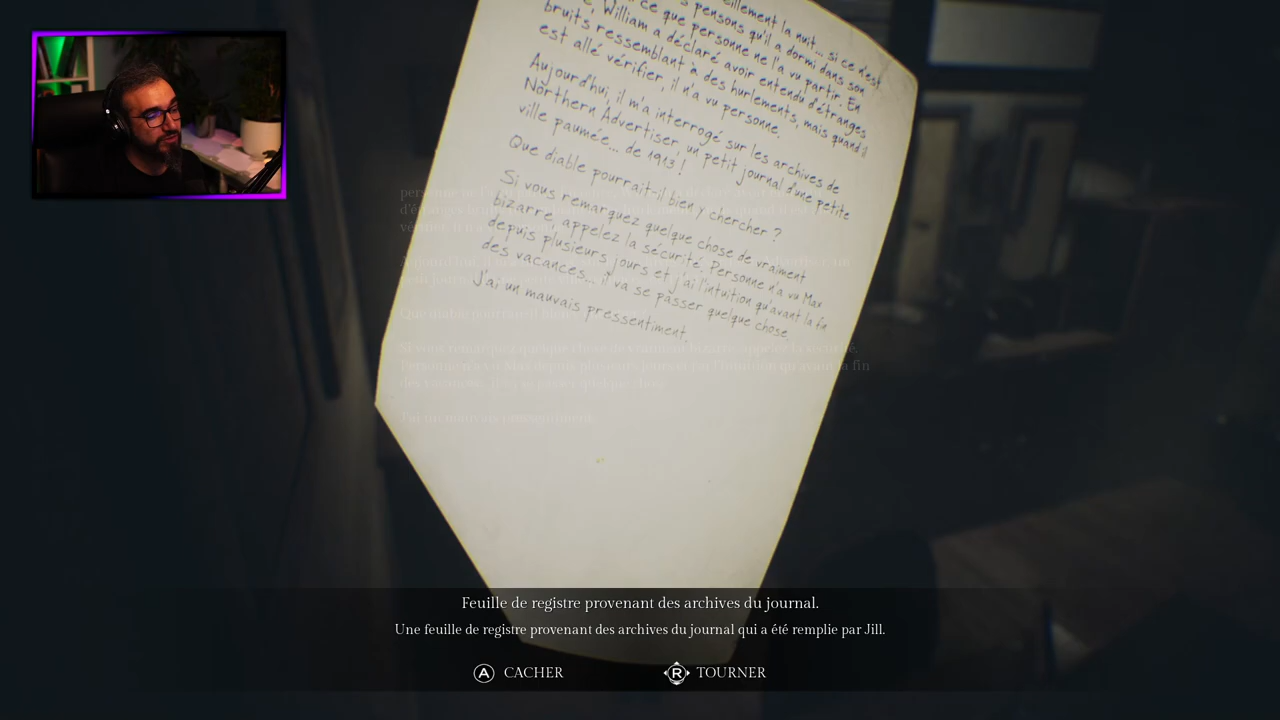 eillement la nuit... si ce n'est
s pensons qu'il a dormi dans son
ce que personne ne l'a vu partir. En
e, William a déclaré avoir entendu d'étranges
bruits ressemblant à des hurlements, mais quand il
est allé vérifier, il n'a vu personne.
Aujourd'hui, il m'a interrogé sur les archives de
Northern Advertiser, un petit journal d'une petite
ville paumée... de 1913 !
Que diable pourrait-il bien y chercher ?
Si vous remarquez quelque chose de vraiment
bizarre, appelez la sécurité. Personne n'a vu Max
depuis plusieurs jours et j'ai l'intuition qu'avant la fin
des vacances... il va se passer quelque chose.
J'ai un mauvais pressentiment.
Feuille de registre provenant des archives du journal.
Une feuille de registre provenant des archives du journal qui a été remplie par Jill.
A CACHER
R TOURNER